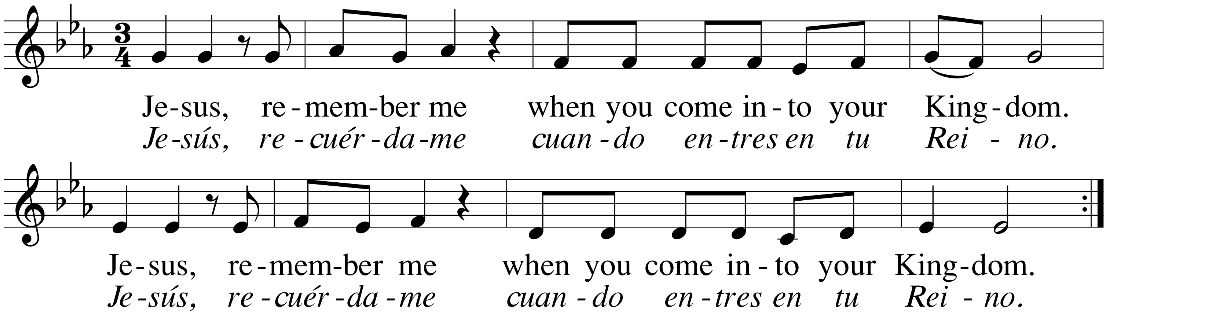 3
4
Je-sus, re-mem-ber me when you come in-to your King-dom.
Je-sús, re-cuér-da-me cuan-do en-tres en tu Rei - no.
Je-sus, re-mem-ber me when you come in-to your King-dom.
Je-sús, re-cuér-da-me cuan-do en-tres en tu Rei - no.